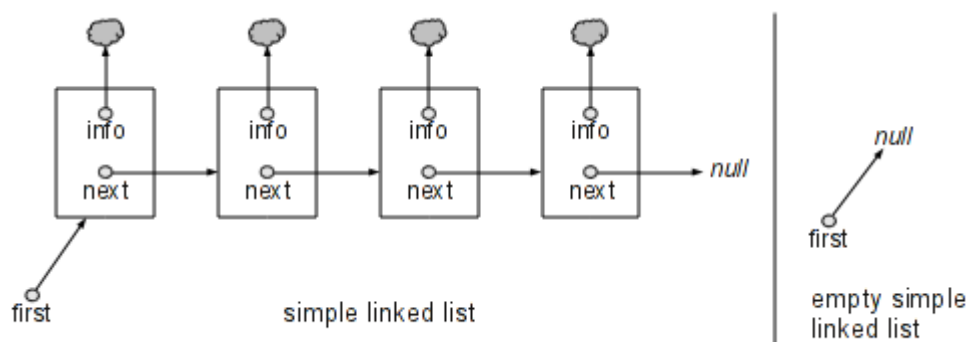 info info info info
next next next next null
first
simple linked list
null
first
empty simple
linked list